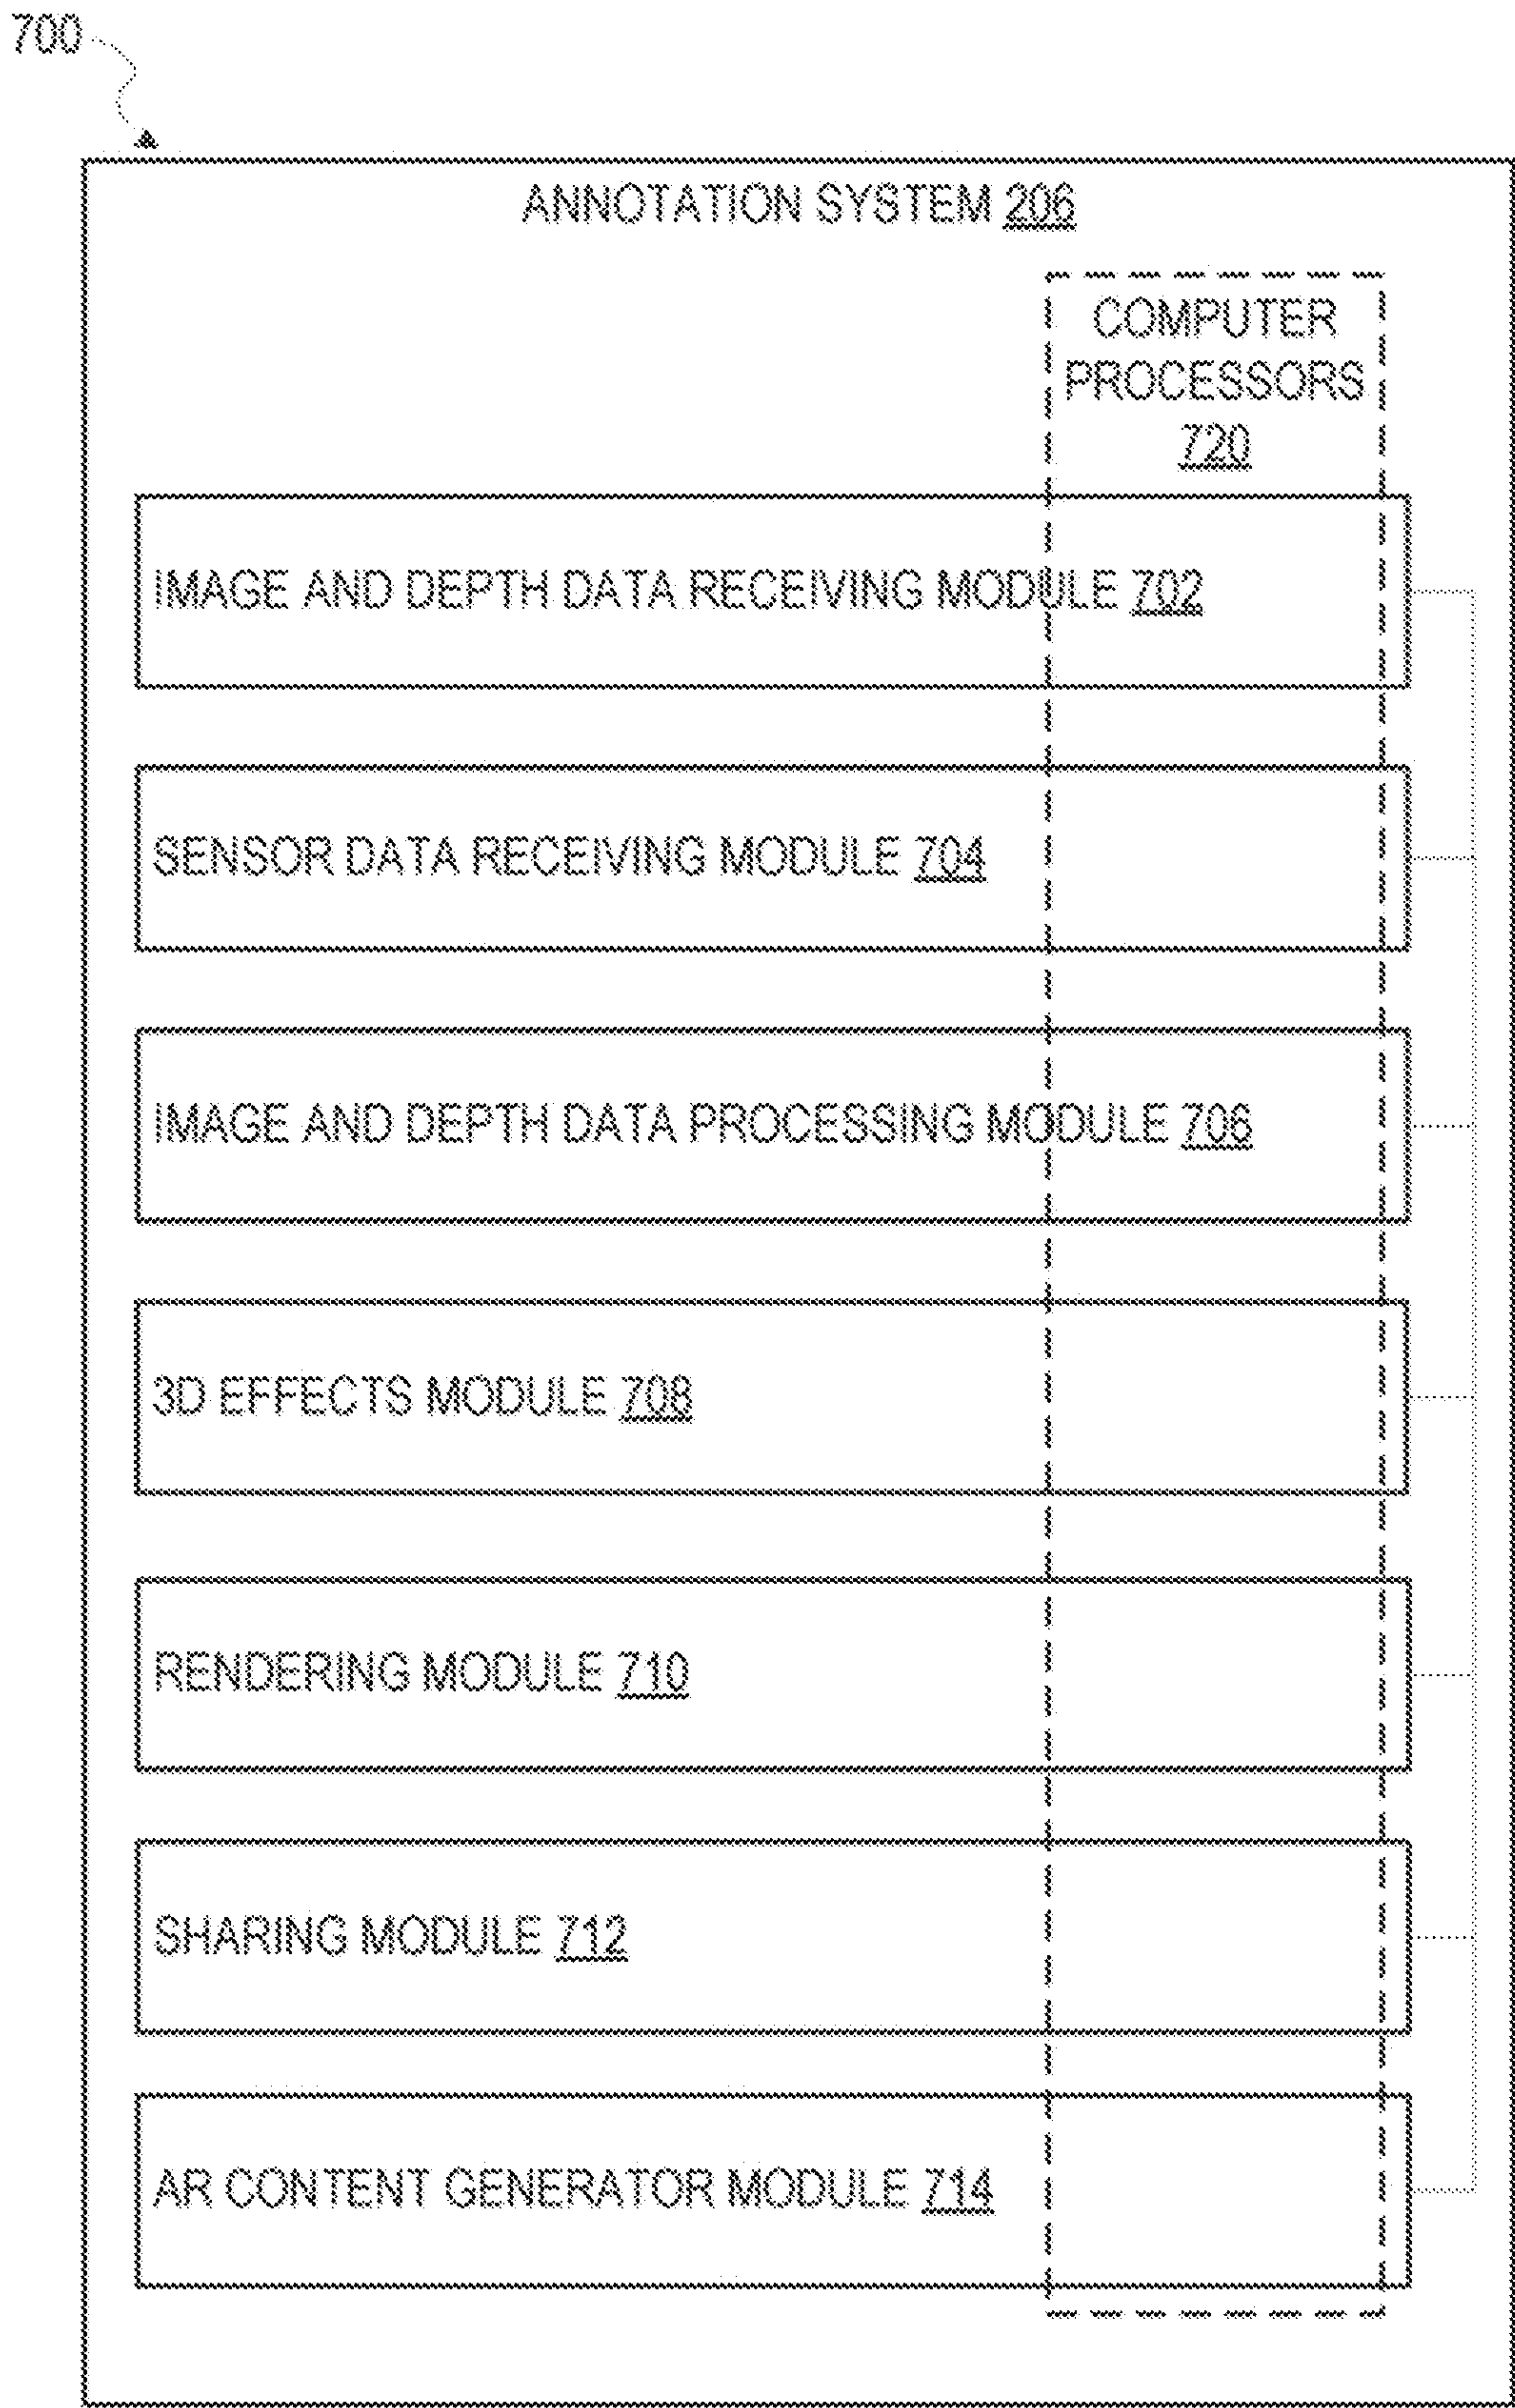 700
ANNOTATION SYSTEM 206
COMPUTER
PROCESSORS
720
IMAGE AND DEPTH DATA RECEIVING MODULE 702
SENSOR DATA RECEIVING MODULE 704
IMAGE AND DEPTH DATA PROCESSING MODULE 706
3D EFFECTS MODULE 708
RENDERING MODULE 710
SHARING MODULE 712
AR CONTENT GENERATOR MODULE 714